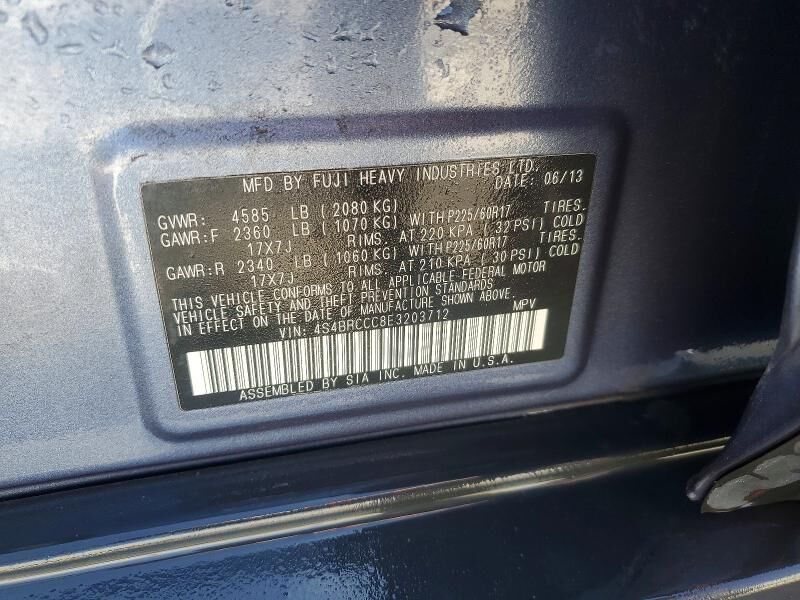 MFD BY FUJI HEAVY INDUSTRIES LTD.
DATE: 06/13
GVWR: 4585 LB ( 2080 KG)
GAWR:F 2360 LB ( 1070 KG) WITH P225/60R17 TIRES.
17X7J RIMS. AT 220 KPA ( 32 PSI) COLD
GAWR:R 2340 LB ( 1060 KG) WITH P225/60R17 TIRES.
17X7J RIMS. AT 210 KPA ( 30 PSI) COLD
THIS VEHICLE CONFORMS TO ALL APPLICABLE FEDERAL MOTOR
VEHICLE SAFETY AND THEFT PREVENTION STANDARDS
IN EFFECT ON THE DATE OF MANUFACTURE SHOWN ABOVE.
VIN: 4S4BRCCC8E3203712 MPV
ASSEMBLED BY SIA INC. MADE IN U.S.A.